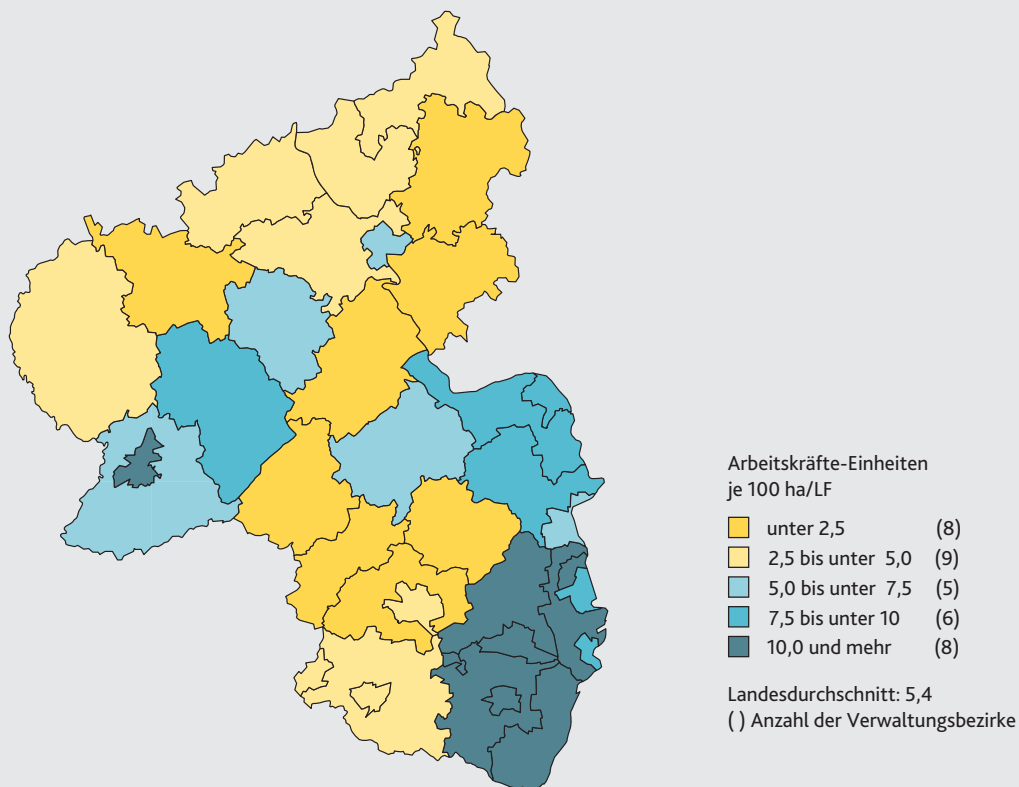 Arbeitskräfte-Einheiten
je 100 ha/LF
unter 2,5 (8)
2,5 bis unter 5,0 (9)
5,0 bis unter 7,5 (5)
7,5 bis unter 10 (6)
10,0 und mehr (8)
Landesdurchschnitt: 5,4
( ) Anzahl der Verwaltungsbezirke